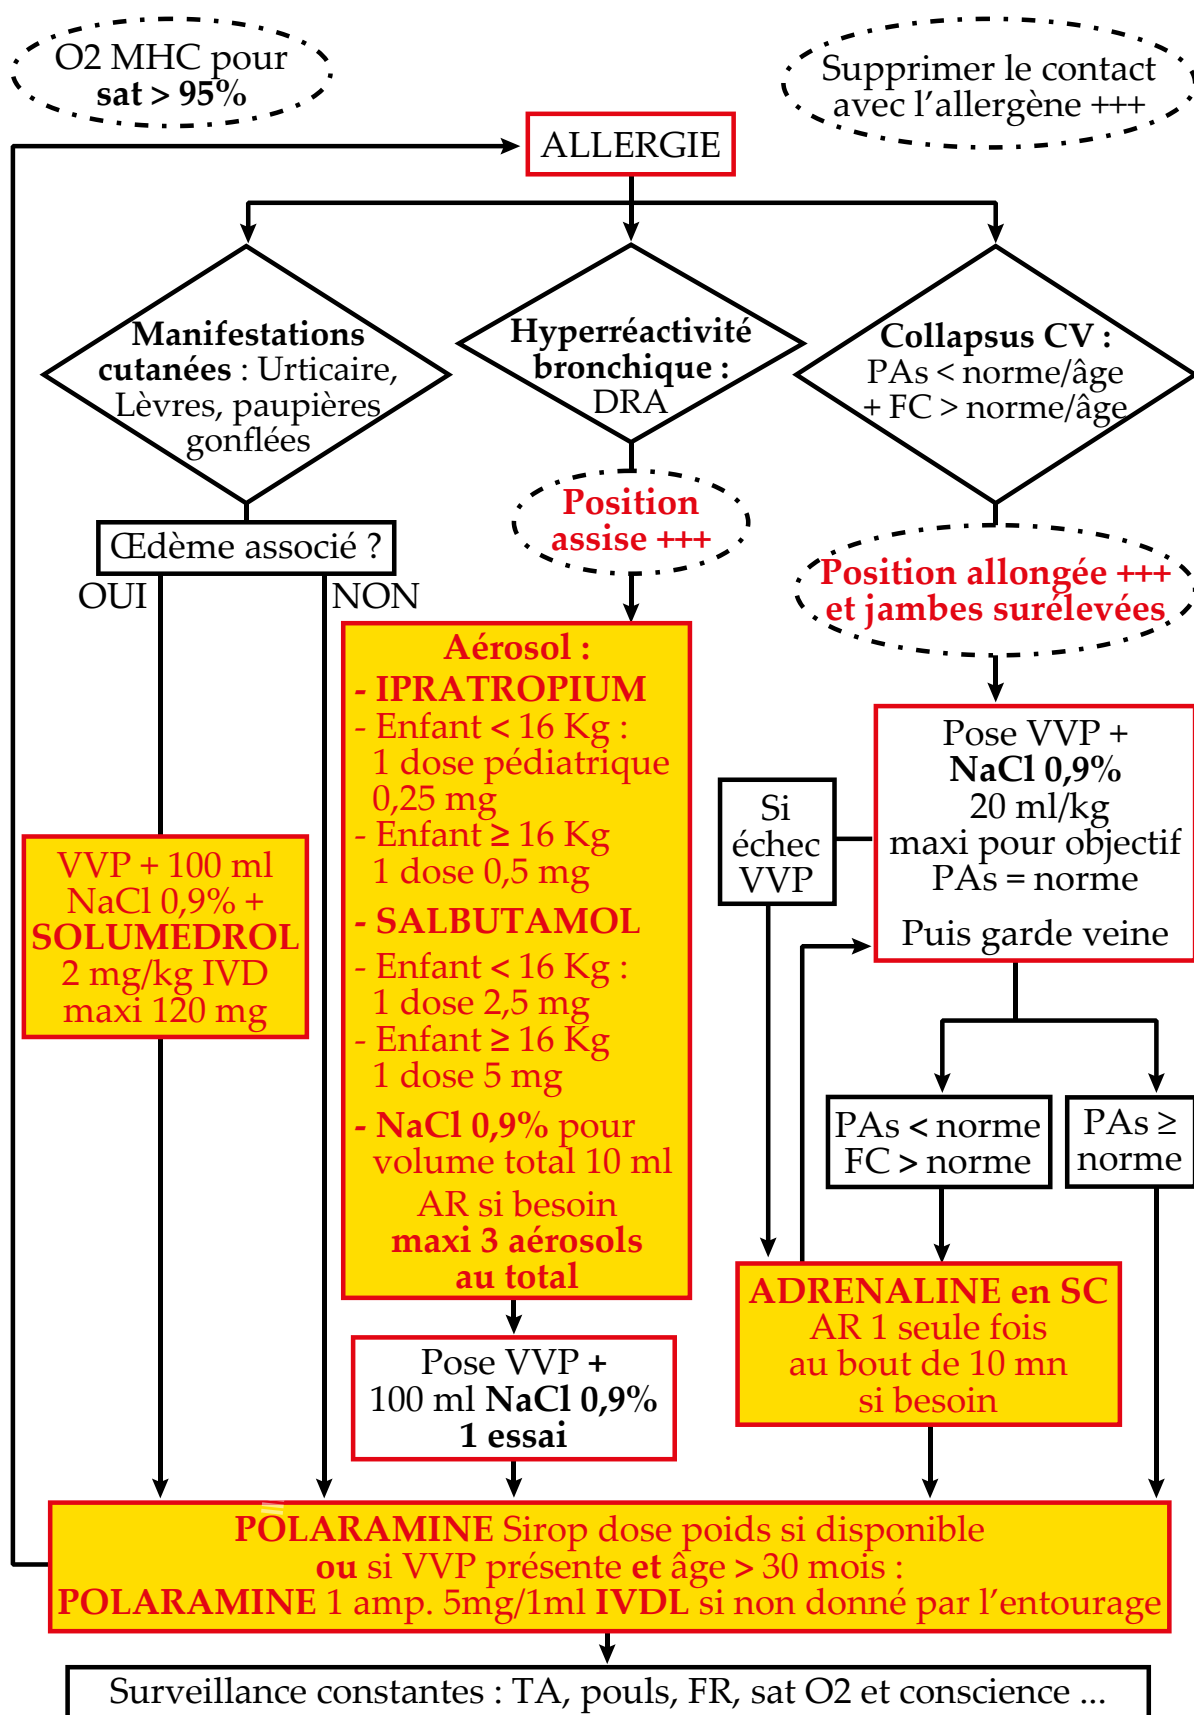 O2 MHC pour
sat > 95%
Supprimer le contact
avec l'allergène +++
ALLERGIE
Manifestations
cutanées : Urticaire,
Lèvres, paupières
gonflées
Hyperréactivité
bronchique :
DRA
Collapsus CV :
PAs < norme/âge
+ FC > norme/âge
Œdème associé ?
OUI
NON
Position
assise +++
Position allongée +++
et jambes surélevées
VVP + 100 ml
NaCl 0,9% +
SOLUMEDROL
2 mg/kg IVD
maxi 120 mg
Aérosol :
- IPRATROPIUM
- Enfant < 16 Kg :
1 dose pédiatrique
0,25 mg
- Enfant ≥ 16 Kg
1 dose 0,5 mg
- SALBUTAMOL
- Enfant < 16 Kg :
1 dose 2,5 mg
- Enfant ≥ 16 Kg
1 dose 5 mg
- NaCl 0,9% pour
volume total 10 ml
AR si besoin
maxi 3 aérosols
au total
Pose VVP +
100 ml NaCl 0,9%
1 essai
Si
échec
VVP
Pose VVP +
NaCl 0,9%
20 ml/kg
maxi pour objectif
PAs = norme
Puis garde veine
PAs < norme
FC > norme
PAs ≥
norme
ADRENALINE en SC
AR 1 seule fois
au bout de 10 mn
si besoin
POLARAMINE Sirop dose poids si disponible
ou si VVP présente et âge > 30 mois :
POLARAMINE 1 amp. 5mg/1ml IVDL si non donné par l'entourage
Surveillance constantes : TA, pouls, FR, sat O2 et conscience ...